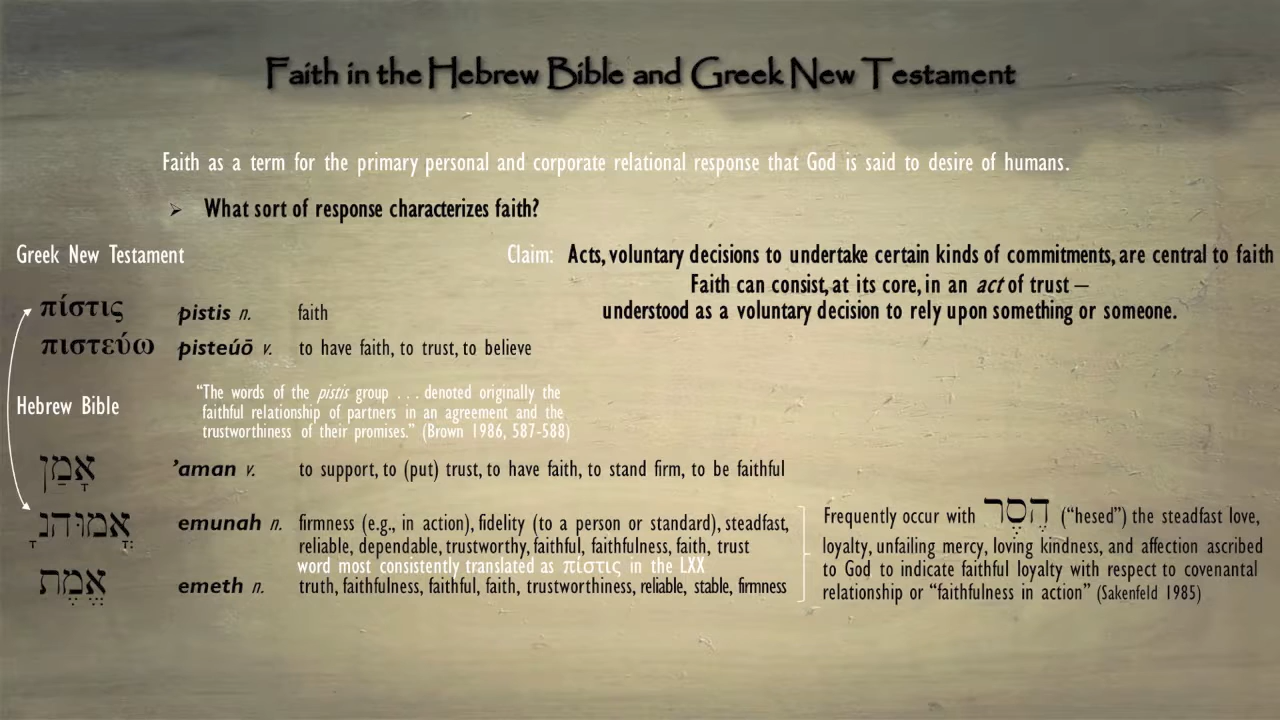 Faith in the Hebrew Bible and Greek New Testament
Faith as a term for the primary personal and corporate relational response that God is said to desire of humans.
➢ What sort of response characterizes faith?
Greek New Testament
Claim: Acts, voluntary decisions to undertake certain kinds of commitments, are central to faith
Faith can consist, at its core, in an act of trust –
understood as a voluntary decision to rely upon something or someone.
πίστις pistis n. faith
πιστεύω pisteúō v. to have faith, to trust, to believe
"The words of the pistis group . . . denoted originally the
faithful relationship of partners in an agreement and the
trustworthiness of their promises." (Brown 1986, 587-588)
Hebrew Bible
אָמַן ’aman v. to support, to (put) trust, to have faith, to stand firm, to be faithful
אֱמוּהנָ emunah n. firmness (e.g., in action), fidelity (to a person or standard), steadfast,
reliable, dependable, trustworthy, faithful, faithfulness, faith, trust
word most consistently translated as πίστις in the LXX
אֱמֶת emeth n. truth, faithfulness, faithful, faith, trustworthiness, reliable, stable, firmness
Frequently occur with הֶסֶר ("hesed") the steadfast love,
loyalty, unfailing mercy, loving kindness, and affection ascribed
to God to indicate faithful loyalty with respect to covenantal
relationship or "faithfulness in action" (Sakenfeld 1985)